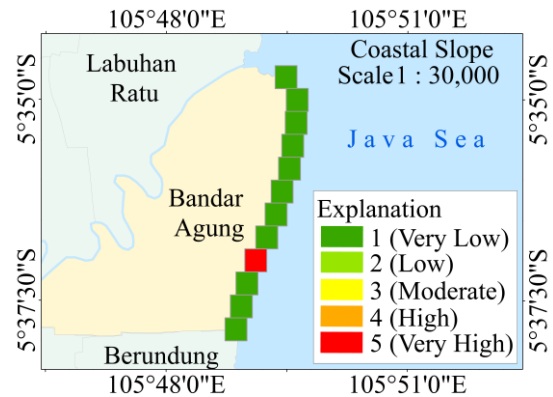 105°48'0"E
105°51'0"E
5°35'0"S
5°37'30"S
Labuhan
Ratu
Coastal Slope
Scale 1 : 30,000
Java Sea
Bandar
Agung
Explanation
1 (Very Low)
2 (Low)
3 (Moderate)
4 (High)
5 (Very High)
Berundung
5°35'0"S
5°37'30"S
105°48'0"E
105°51'0"E